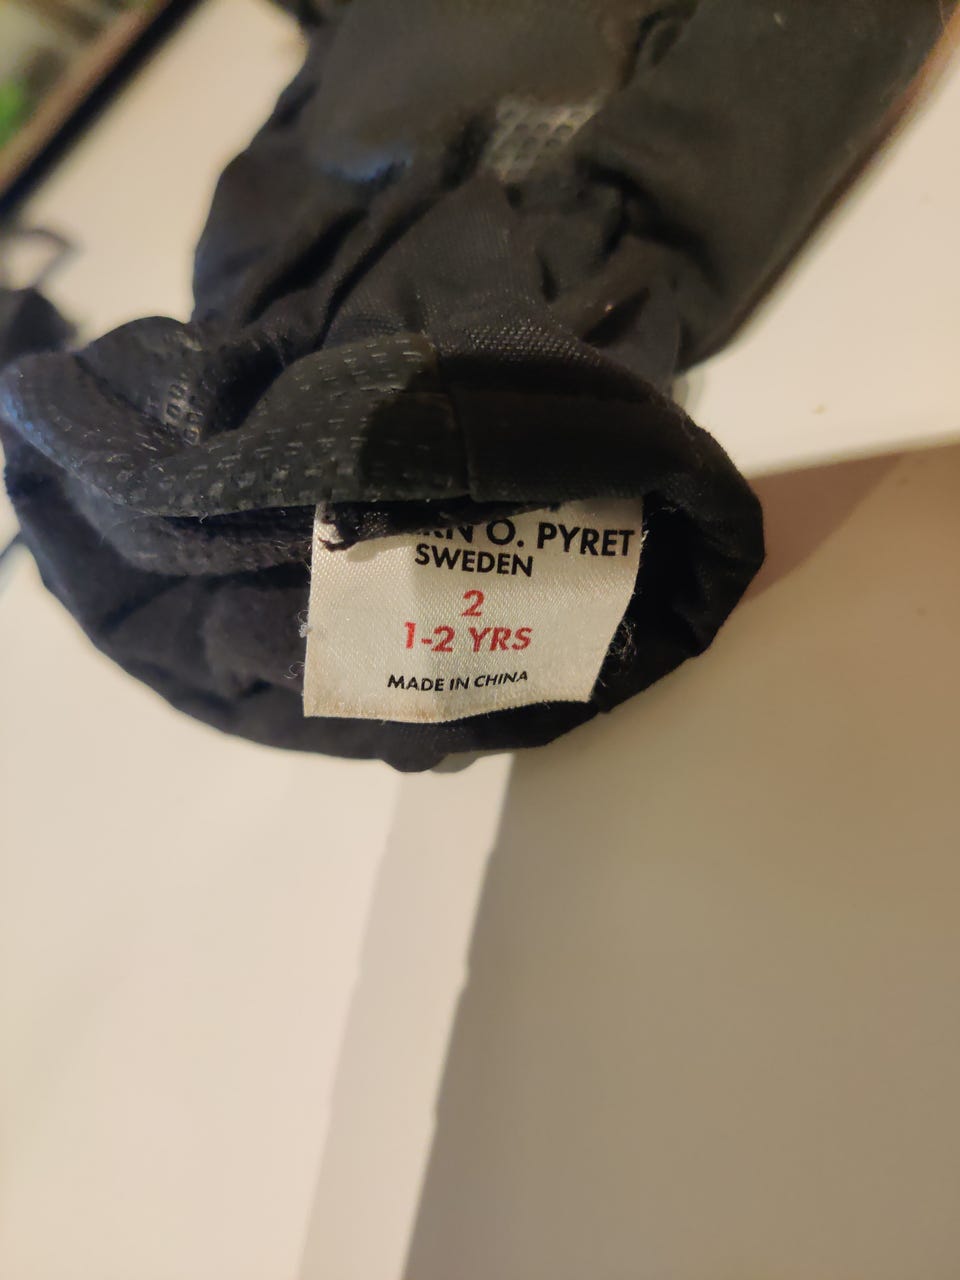 O. PYRET
SWEDEN
2
1-2 YRS
MADE IN CHINA